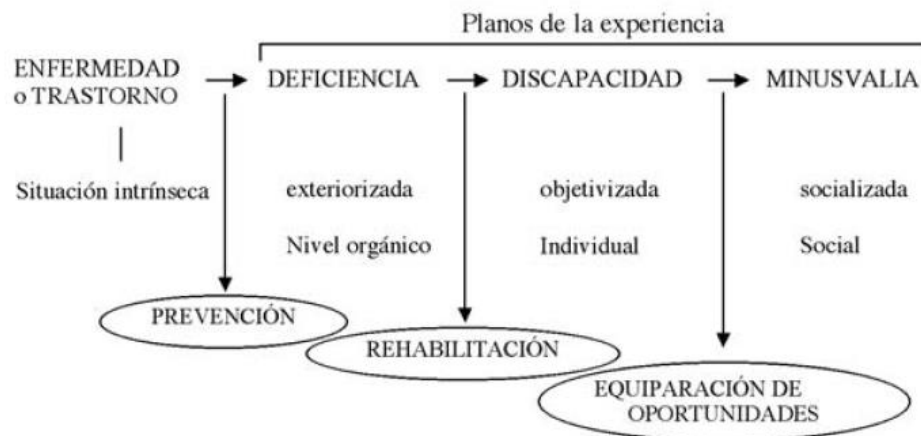 Planos de la experiencia
ENFERMEDAD
o TRASTORNO
DEFICIENCIA
DISCAPACIDAD
MINUSVALIA
Situación intrínseca
exteriorizada
objetivizada
socializada
Nivel orgánico
Individual
Social
PREVENCIÓN
REHABILITACIÓN
EQUIPARACIÓN DE
OPORTUNIDADES